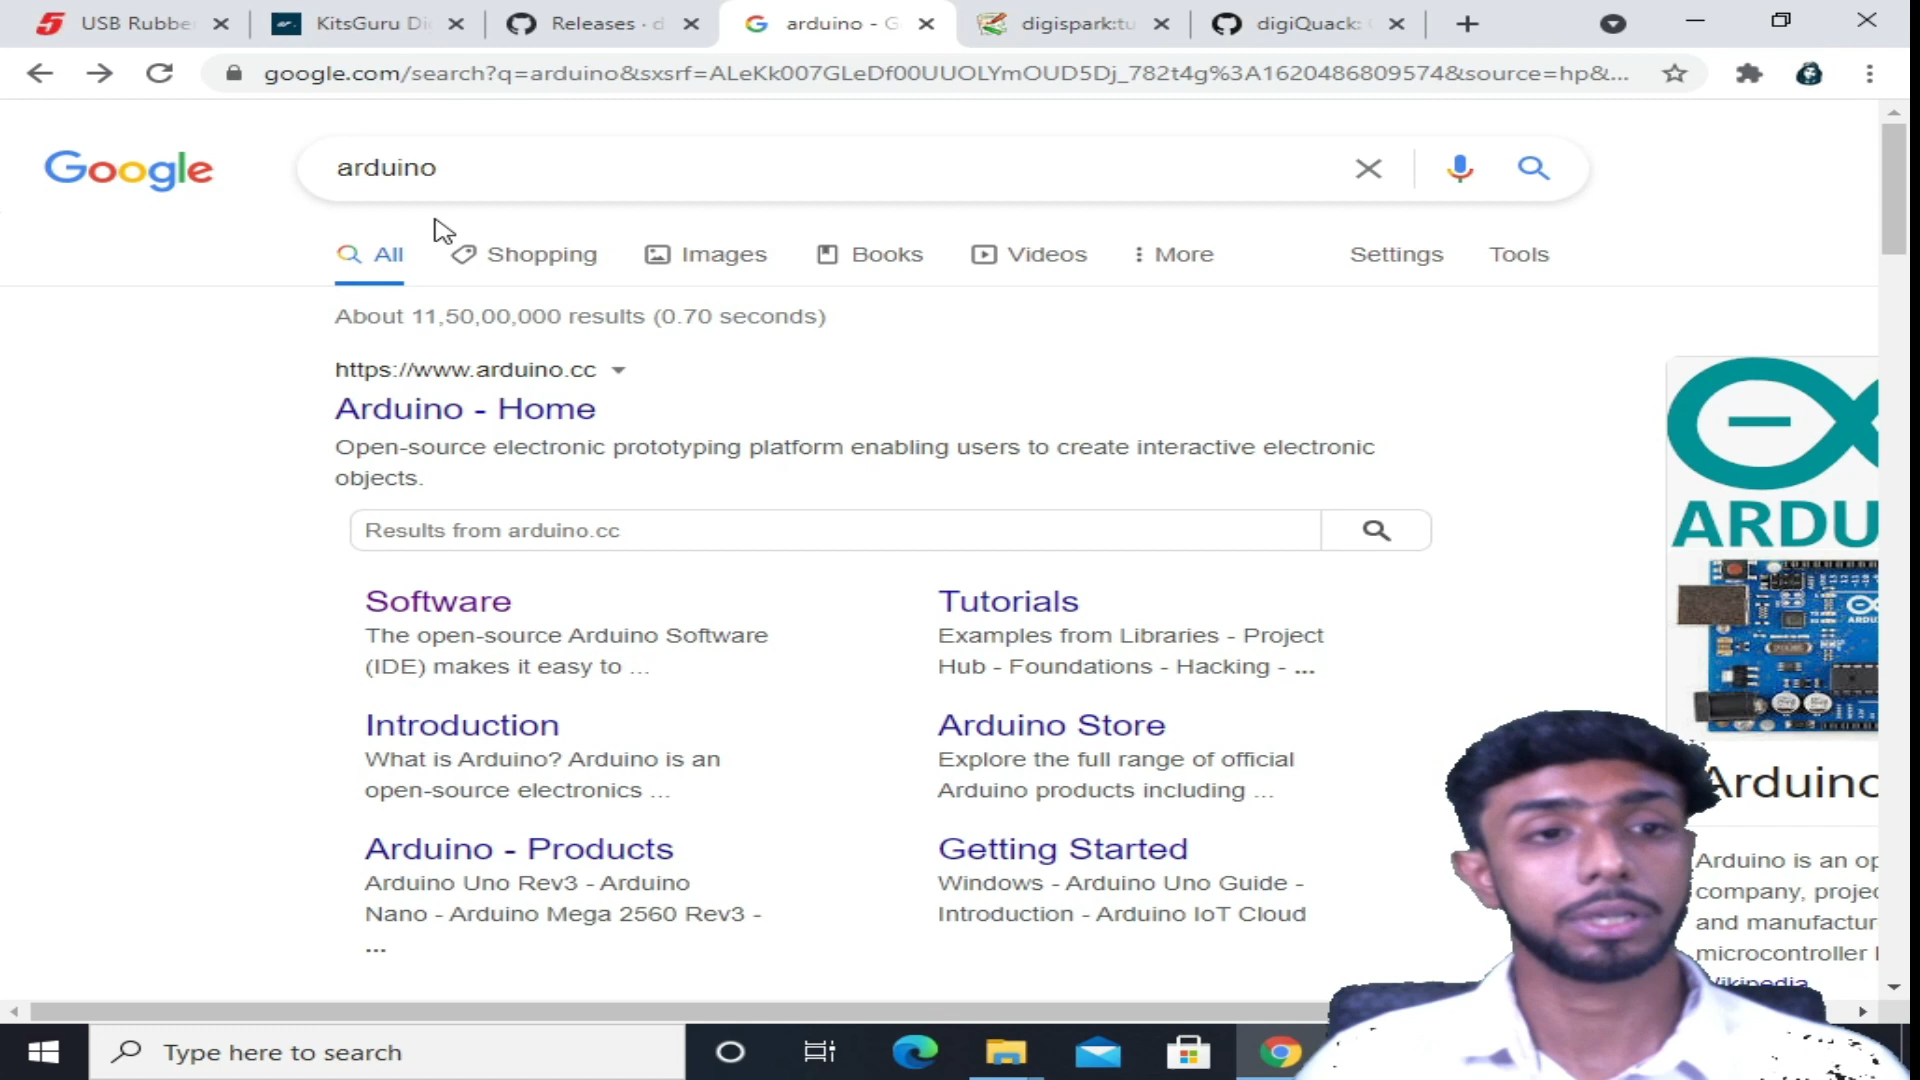 USB Rubbe
KitsGuru Di
Releases · d
arduino - G
digispark:tu
digiQuack:
google.com/search?q=arduino&sxsrf=ALeKk007GLeDf00UUOLYmOUD5Dj_782t4g%3A1620486809574&source=hp&...
Google
arduino
All
Shopping
Images
Books
Videos
More
Settings
Tools
About 11,50,00,000 results (0.70 seconds)
https://www.arduino.cc
Arduino - Home
Open-source electronic prototyping platform enabling users to create interactive electronic
objects.
Results from arduino.cc
Software
The open-source Arduino Software
(IDE) makes it easy to ...
Tutorials
Examples from Libraries - Project
Hub - Foundations - Hacking - ...
Introduction
What is Arduino? Arduino is an
open-source electronics ...
Arduino Store
Explore the full range of official
Arduino products including ...
Arduino - Products
Arduino Uno Rev3 - Arduino
Nano - Arduino Mega 2560 Rev3 -
...
Getting Started
Windows - Arduino Uno Guide -
Introduction - Arduino IoT Cloud
ARDU
Arduino
Arduino is an op
company, projec
and manufactur
microcontroller
Wikipedia
Type here to search